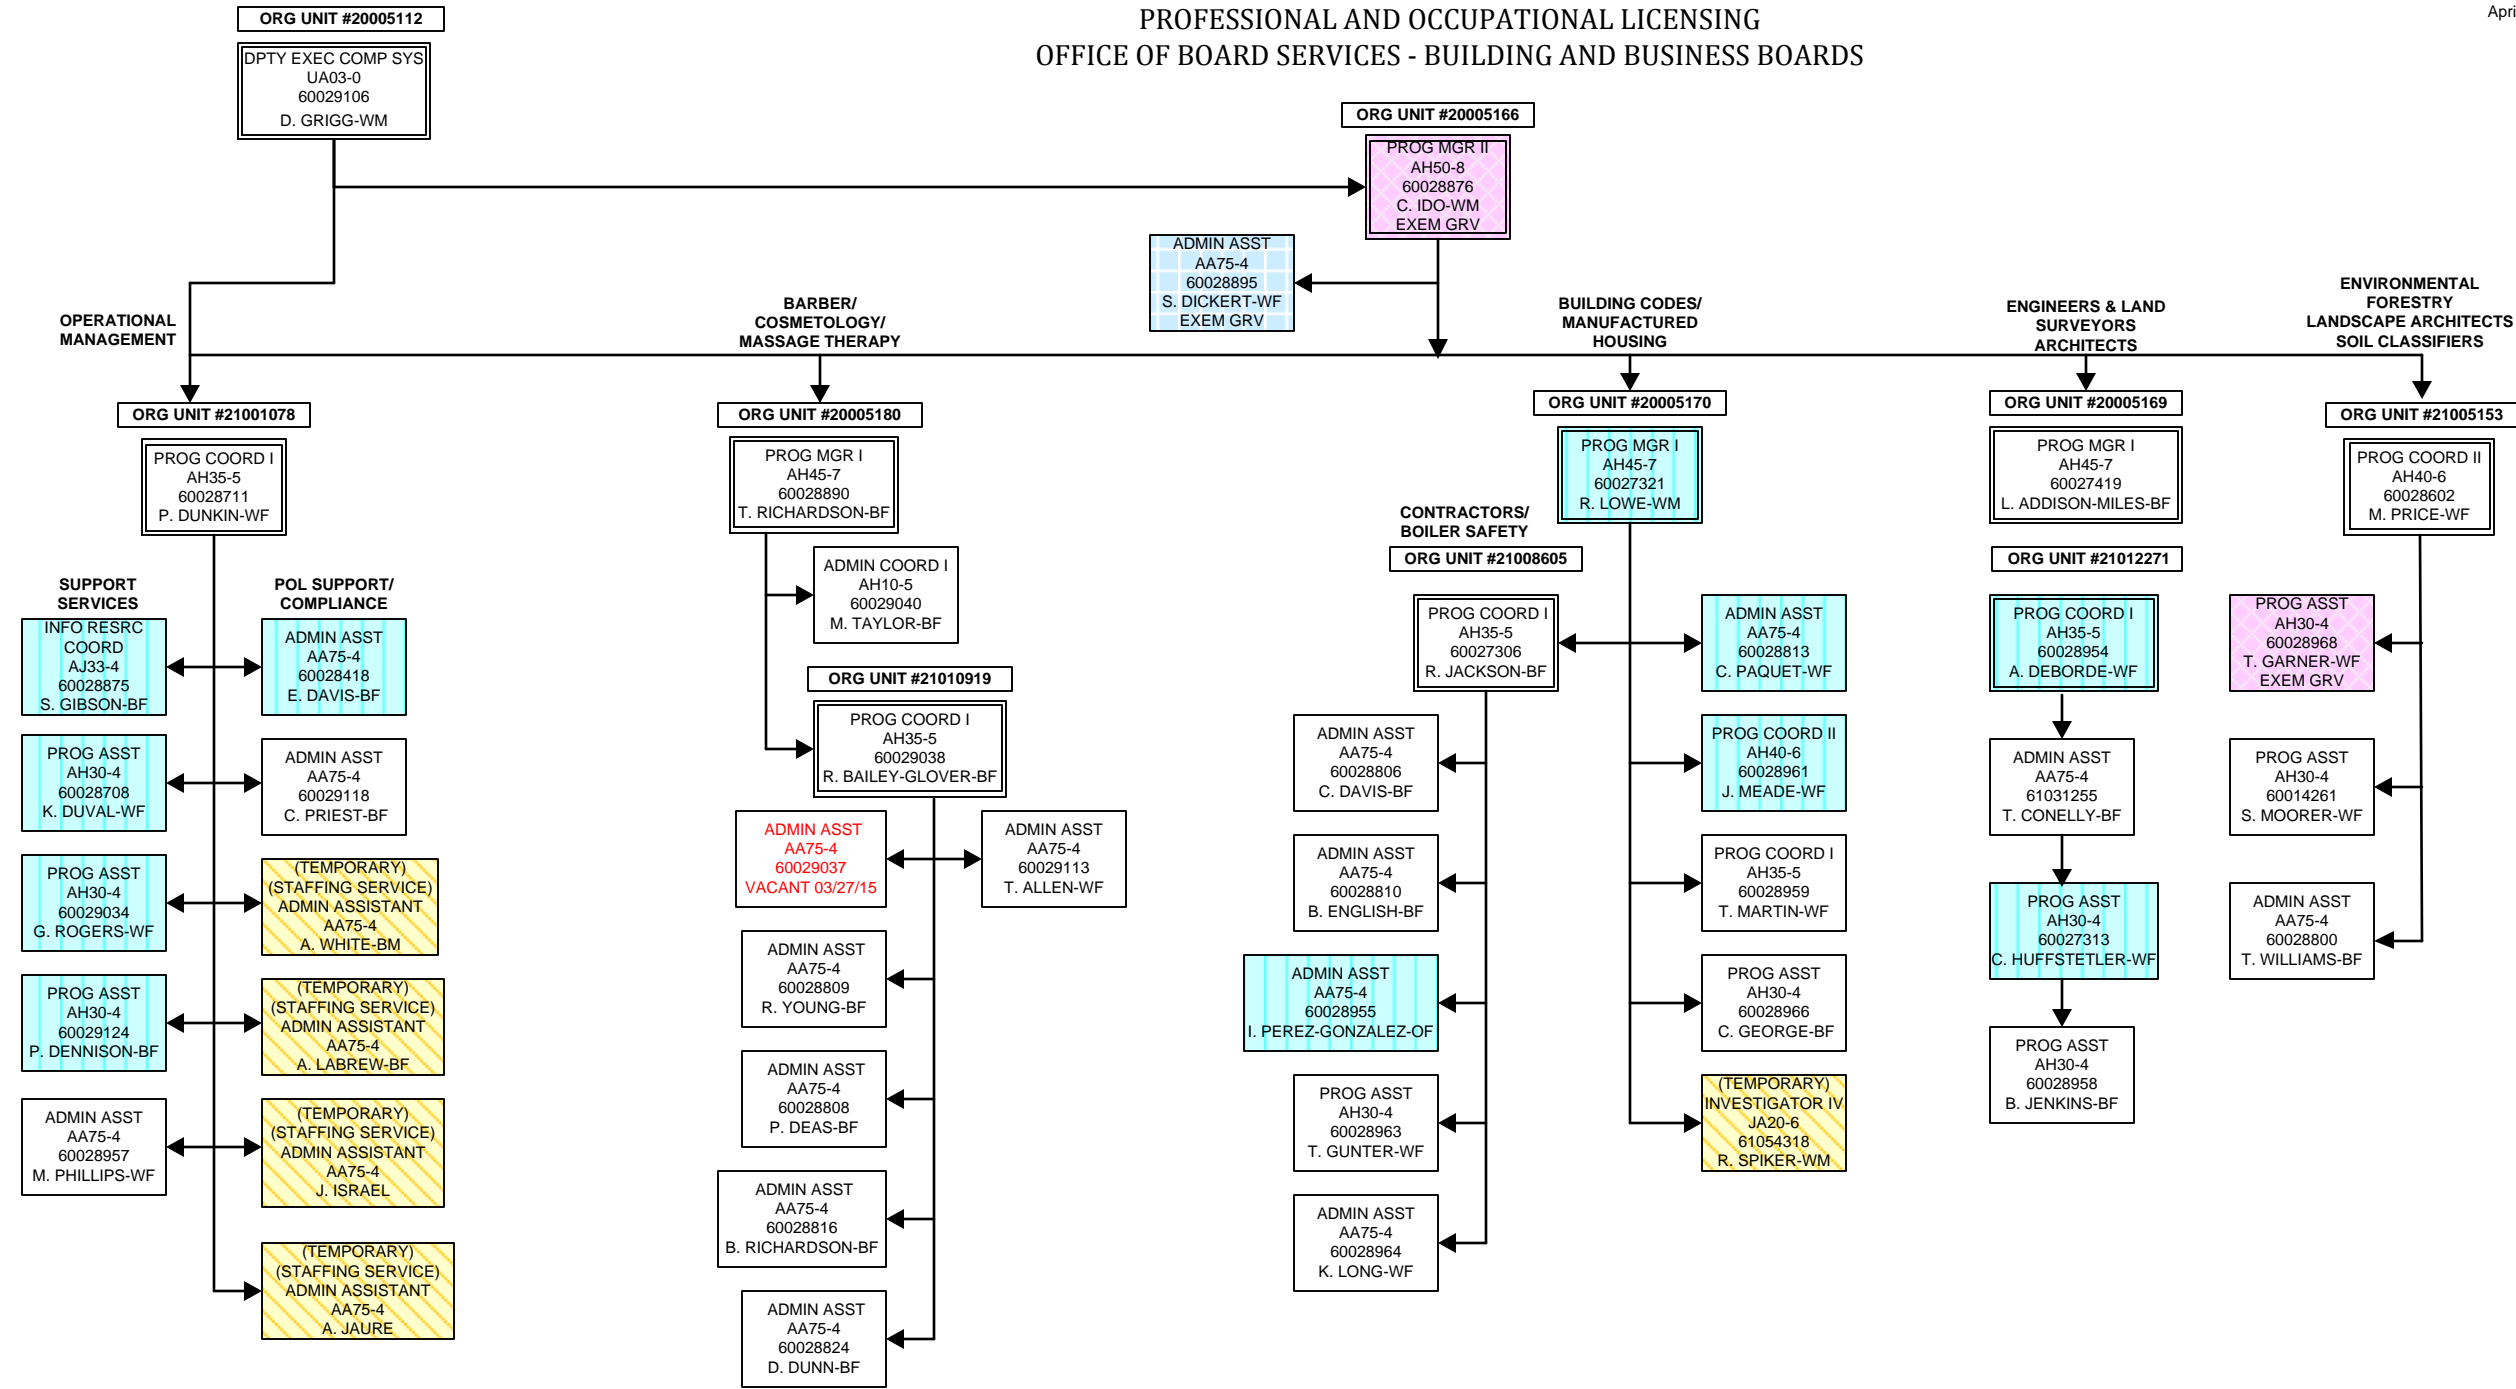 PROFESSIONAL AND OCCUPATIONAL LICENSING
OFFICE OF BOARD SERVICES - BUILDING AND BUSINESS BOARDS
Apri
ORG UNIT #20005112
DPTY EXEC COMP SYS
UA03-0
60029106
D. GRIGG-WM
ORG UNIT #20005166
PROG MGR II
AH50-8
60028876
C. IDO-WM
EXEM GRV
ADMIN ASST
AA75-4
60028895
S. DICKERT-WF
EXEM GRV
OPERATIONAL
MANAGEMENT
ORG UNIT #21001078
PROG COORD I
AH35-5
60028711
P. DUNKIN-WF
SUPPORT
SERVICES
INFO RESRC
COORD
AJ33-4
60028875
S. GIBSON-BF
PROG ASST
AH30-4
60028708
K. DUVAL-WF
PROG ASST
AH30-4
60029034
G. ROGERS-WF
PROG ASST
AH30-4
60029124
P. DENNISON-BF
ADMIN ASST
AA75-4
60028957
M. PHILLIPS-WF
POL SUPPORT/
COMPLIANCE
ADMIN ASST
AA75-4
60028418
E. DAVIS-BF
ADMIN ASST
AA75-4
60029118
C. PRIEST-BF
(TEMPORARY)
(STAFFING SERVICE)
ADMIN ASSISTANT
AA75-4
A. WHITE-BM
(TEMPORARY)
(STAFFING SERVICE)
ADMIN ASSISTANT
AA75-4
A. LABREW-BF
(TEMPORARY)
(STAFFING SERVICE)
ADMIN ASSISTANT
AA75-4
J. ISRAEL
(TEMPORARY)
(STAFFING SERVICE)
ADMIN ASSISTANT
AA75-4
A. JAURE
BARBER/
COSMETOLOGY/
MASSAGE THERAPY
ORG UNIT #20005180
PROG MGR I
AH45-7
60028890
T. RICHARDSON-BF
ADMIN COORD I
AH10-5
60029040
M. TAYLOR-BF
ORG UNIT #21010919
PROG COORD I
AH35-5
60029038
R. BAILEY-GLOVER-BF
ADMIN ASST
AA75-4
60029037
VACANT 03/27/15
ADMIN ASST
AA75-4
60029113
T. ALLEN-WF
ADMIN ASST
AA75-4
60028809
R. YOUNG-BF
ADMIN ASST
AA75-4
60028808
P. DEAS-BF
ADMIN ASST
AA75-4
60028816
B. RICHARDSON-BF
ADMIN ASST
AA75-4
60028824
D. DUNN-BF
BUILDING CODES/
MANUFACTURED
HOUSING
ORG UNIT #20005170
PROG MGR I
AH45-7
60027321
R. LOWE-WM
CONTRACTORS/
BOILER SAFETY
ORG UNIT #21008605
PROG COORD I
AH35-5
60027306
R. JACKSON-BF
ADMIN ASST
AA75-4
60028806
C. DAVIS-BF
ADMIN ASST
AA75-4
60028810
B. ENGLISH-BF
ADMIN ASST
AA75-4
60028955
I. PEREZ-GONZALEZ-OF
PROG ASST
AH30-4
60028963
T. GUNTER-WF
ADMIN ASST
AA75-4
60028964
K. LONG-WF
ADMIN ASST
AA75-4
60028813
C. PAQUET-WF
PROG COORD II
AH40-6
60028961
J. MEADE-WF
PROG COORD I
AH35-5
60028959
T. MARTIN-WF
PROG ASST
AH30-4
60028966
C. GEORGE-BF
(TEMPORARY)
INVESTIGATOR IV
JA20-6
61054318
R. SPIKER-WM
ENGINEERS & LAND
SURVEYORS
ARCHITECTS
ORG UNIT #20005169
PROG MGR I
AH45-7
60027419
L. ADDISON-MILES-BF
ORG UNIT #21012271
PROG COORD I
AH35-5
60028954
A. DEBORDE-WF
ADMIN ASST
AA75-4
61031255
T. CONELLY-BF
PROG ASST
AH30-4
60027313
C. HUFFSTETLER-WF
PROG ASST
AH30-4
60028958
B. JENKINS-BF
ENVIRONMENTAL
FORESTRY
LANDSCAPE ARCHITECTS
SOIL CLASSIFIERS
ORG UNIT #21005153
PROG COORD II
AH40-6
60028602
M. PRICE-WF
PROG ASST
AH30-4
60028968
T. GARNER-WF
EXEM GRV
PROG ASST
AH30-4
60014261
S. MOORER-WF
ADMIN ASST
AA75-4
60028800
T. WILLIAMS-BF